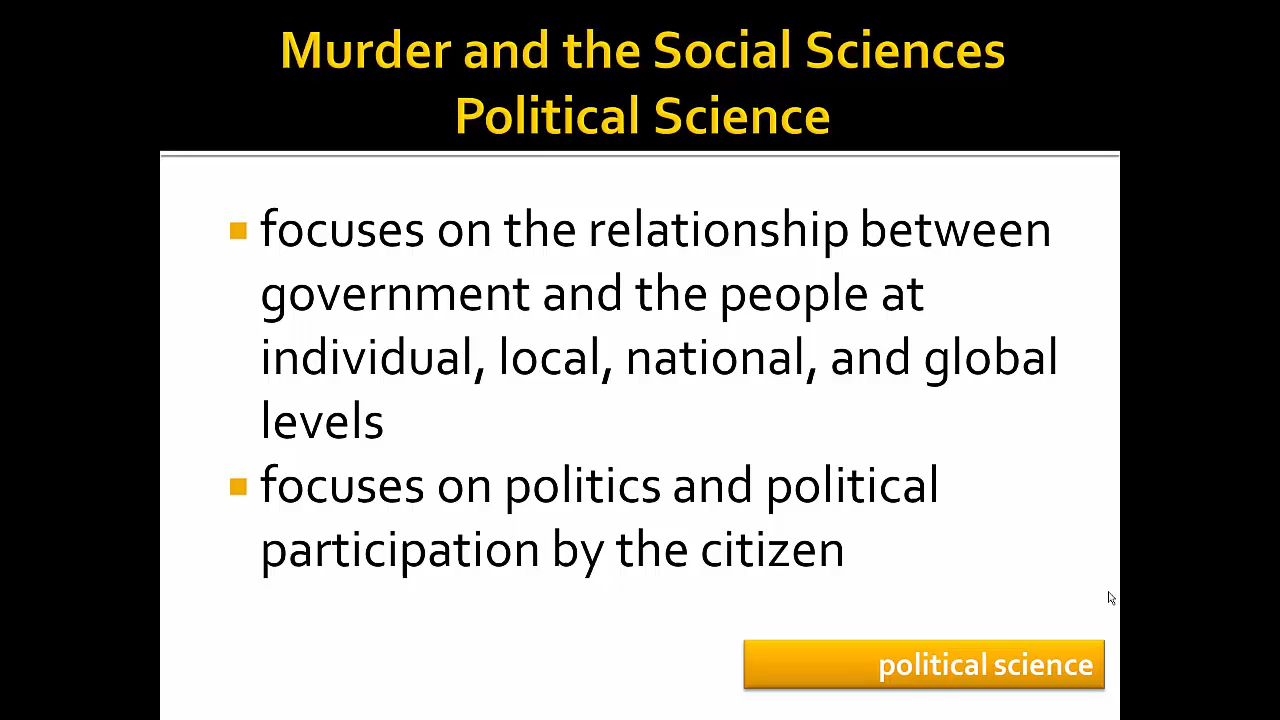 Murder and the Social Sciences
Political Science
focuses on the relationship between
government and the people at
individual, local, national, and global
levels
focuses on politics and political
participation by the citizen
political science